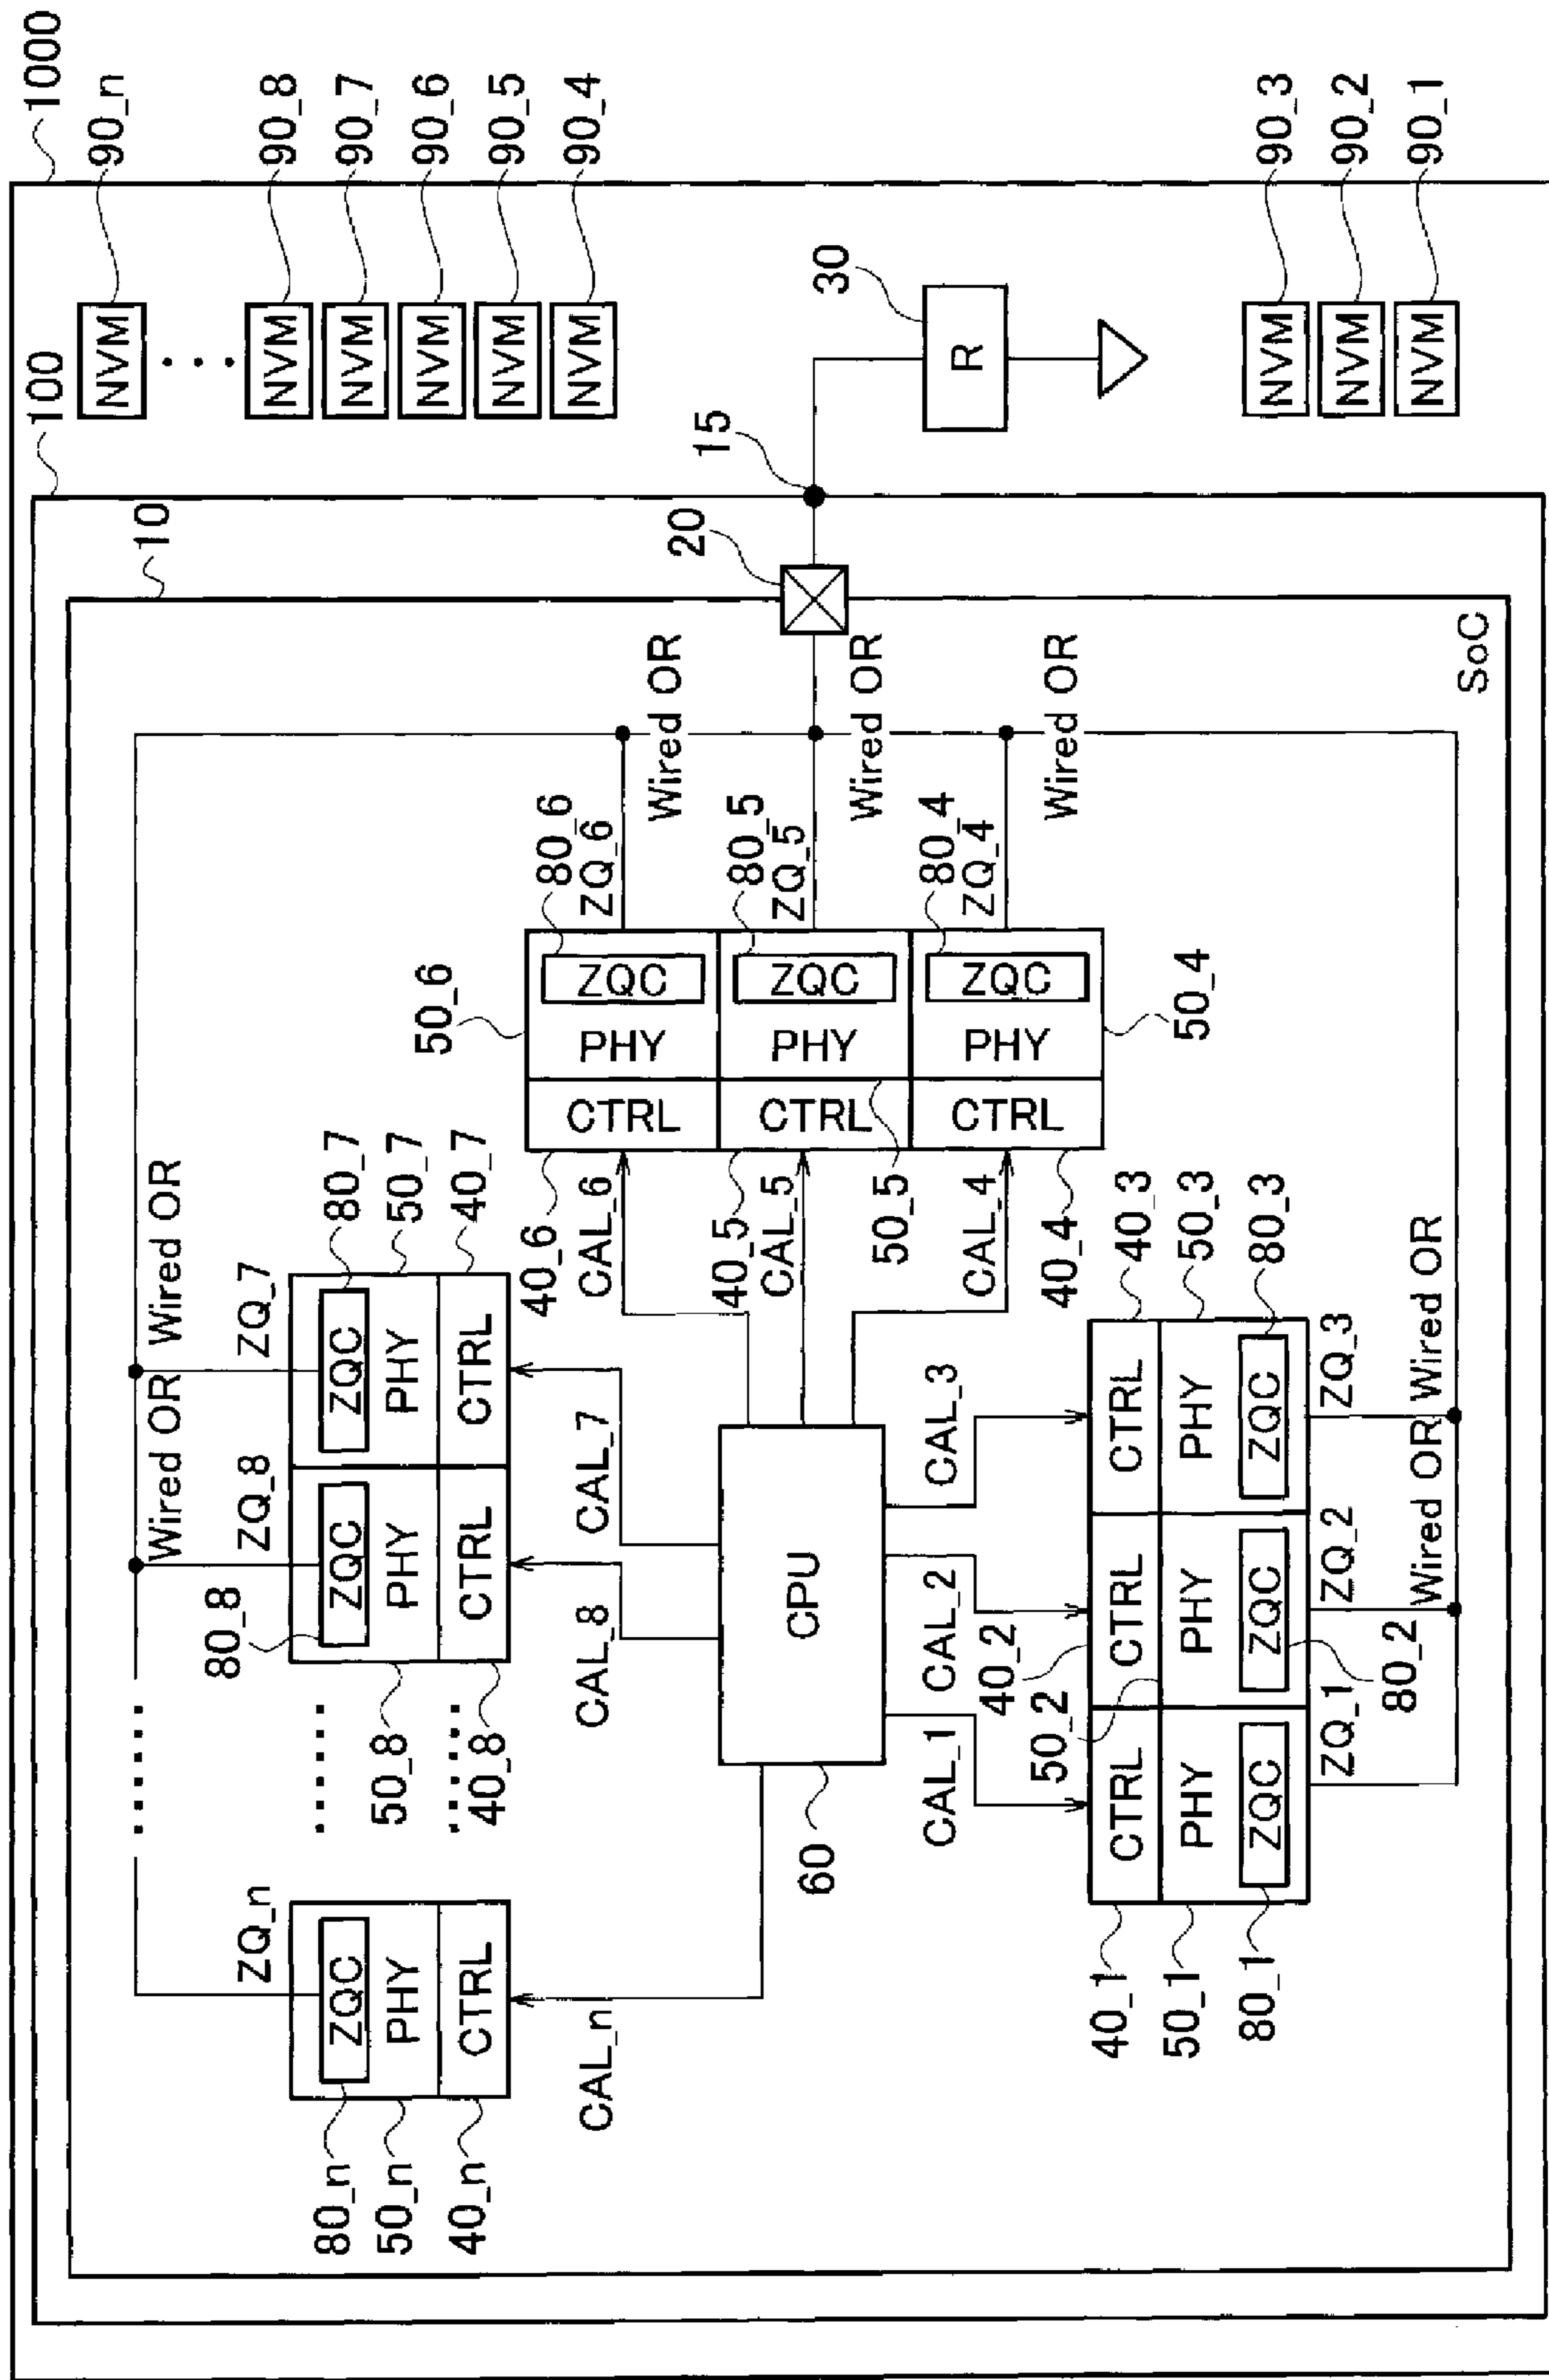 1000
100
10
90_n
90_8
90_7
90_6
90_5
90_4
90_3
90_2
90_1
NVM
NVM
NVM
NVM
NVM
NVM
NVM
NVM
NVM
...
30
R
15
20
SoC
Wired OR
Wired OR
Wired OR
80_6
ZQ_6
80_5
ZQ_5
80_4
ZQ_4
50_6
ZQC
ZQC
ZQC
50_4
PHY
PHY
PHY
CTRL
CTRL
CTRL
40_6
CAL_6
40_5
CAL_5
50_5
CAL_4
40_4
Wired OR
Wired OR
ZQ_7
ZQ_8
80_7
50_7
40_7
ZQC
PHY
CTRL
ZQC
PHY
CTRL
80_8
50_8
40_8
CAL_7
CAL_8
......
......
......
ZQ_n
ZQC
PHY
CTRL
80_n
50_n
40_n
CAL_n
CPU
60
CAL_3
CAL_2
CAL_1
40_3
50_3
80_3
40_2
50_2
80_2
40_1
50_1
80_1
CTRL
CTRL
CTRL
PHY
PHY
PHY
ZQC
ZQC
ZQC
ZQ_3
ZQ_2
ZQ_1
Wired OR
Wired OR